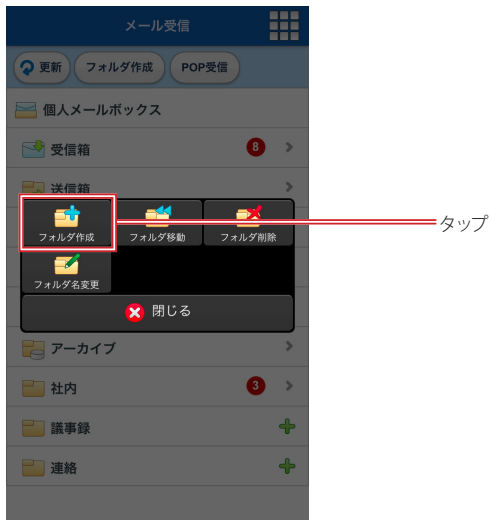 メール受信
更新 フォルダ作成 POP受信
個人メールボックス
受信箱 8
送信箱
フォルダ作成 フォルダ移動 フォルダ削除
タップ
フォルダ名変更
閉じる
アーカイブ
社内 3
議事録
連絡